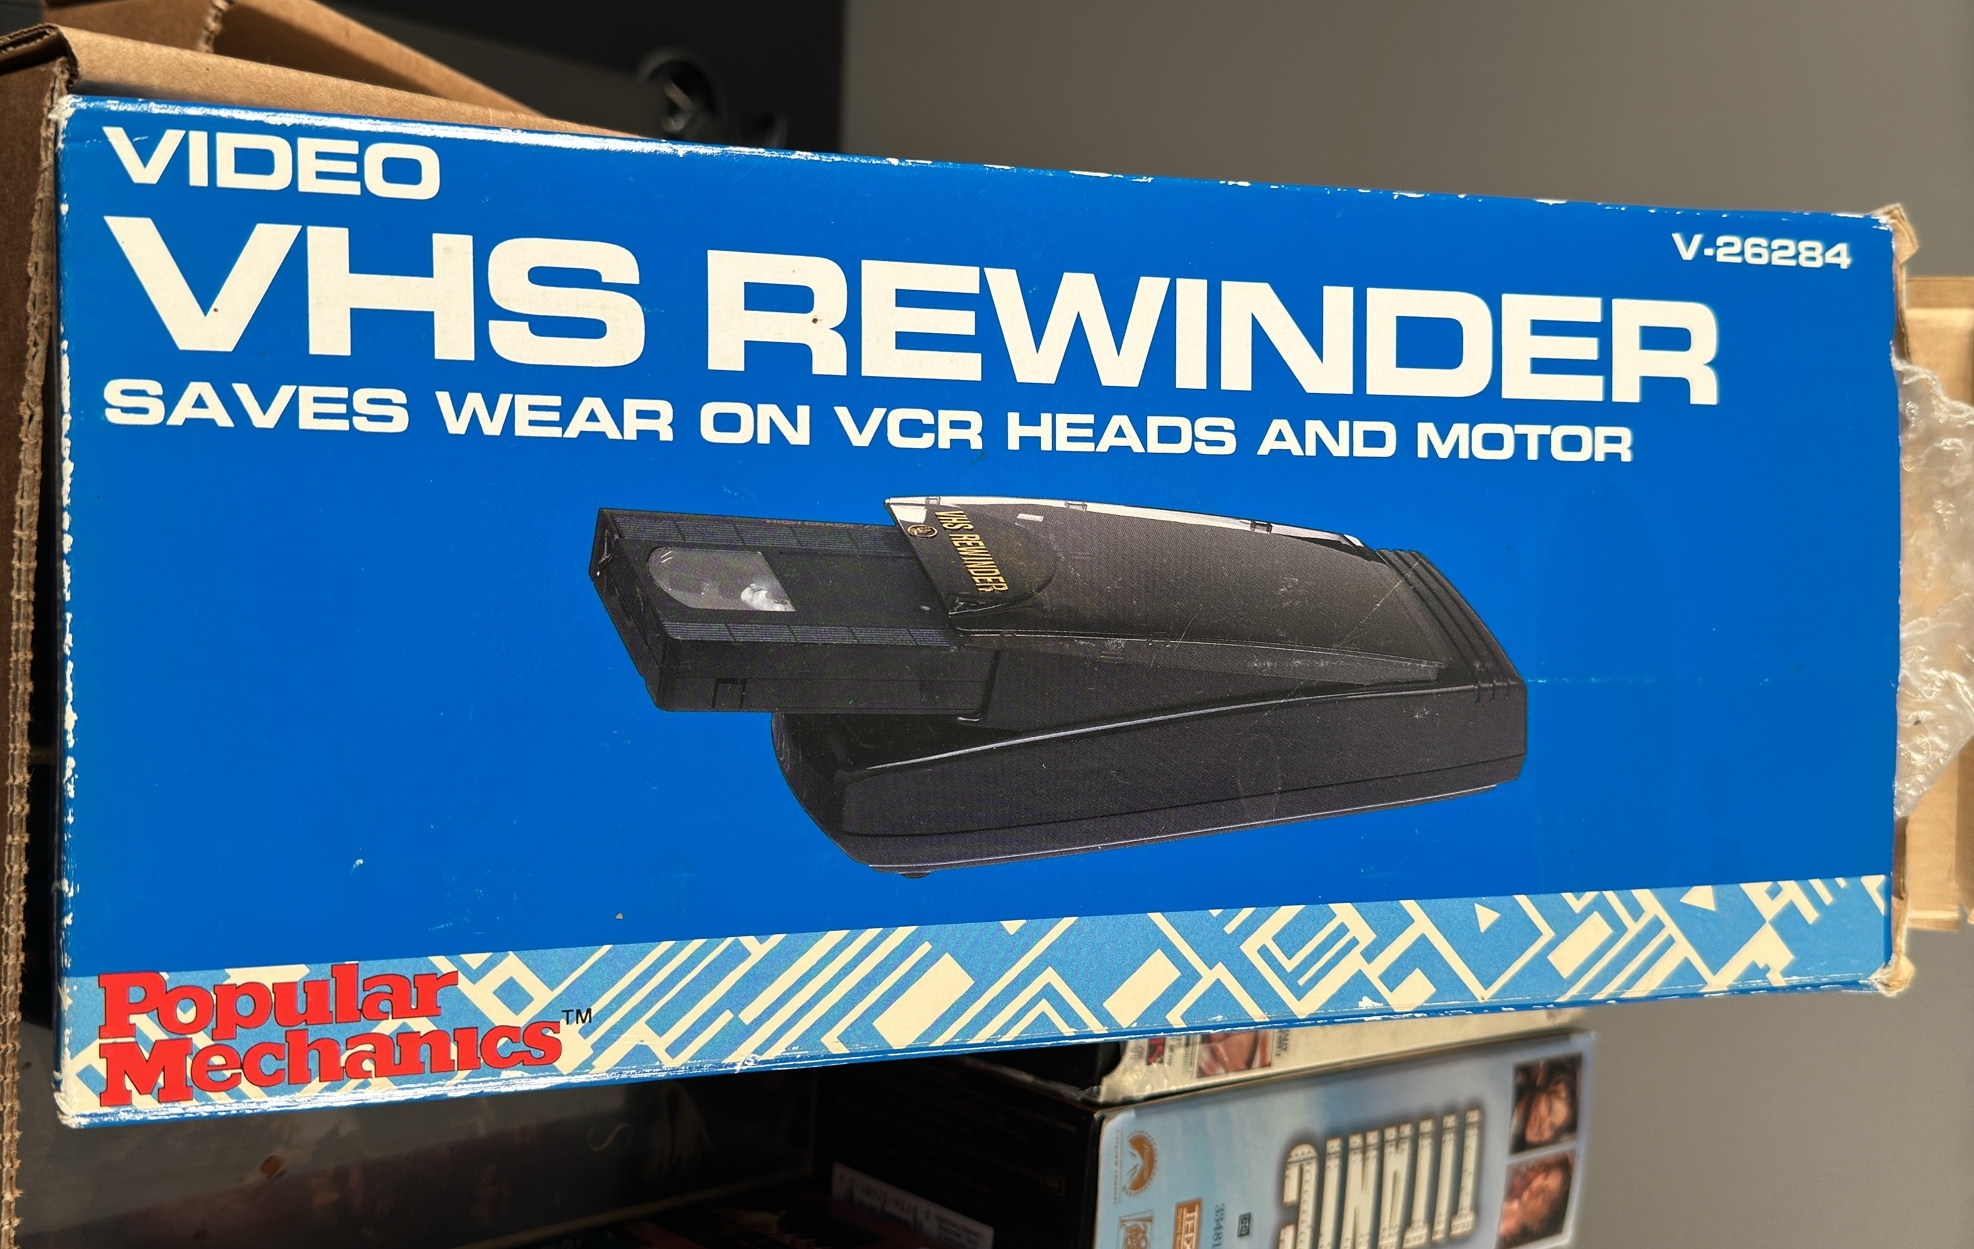 VIDEO
VHS REWINDER
V-26284
SAVES WEAR ON VCR HEADS AND MOTOR
VHS REWINDER
Popular
Mechanics™
TITANIC